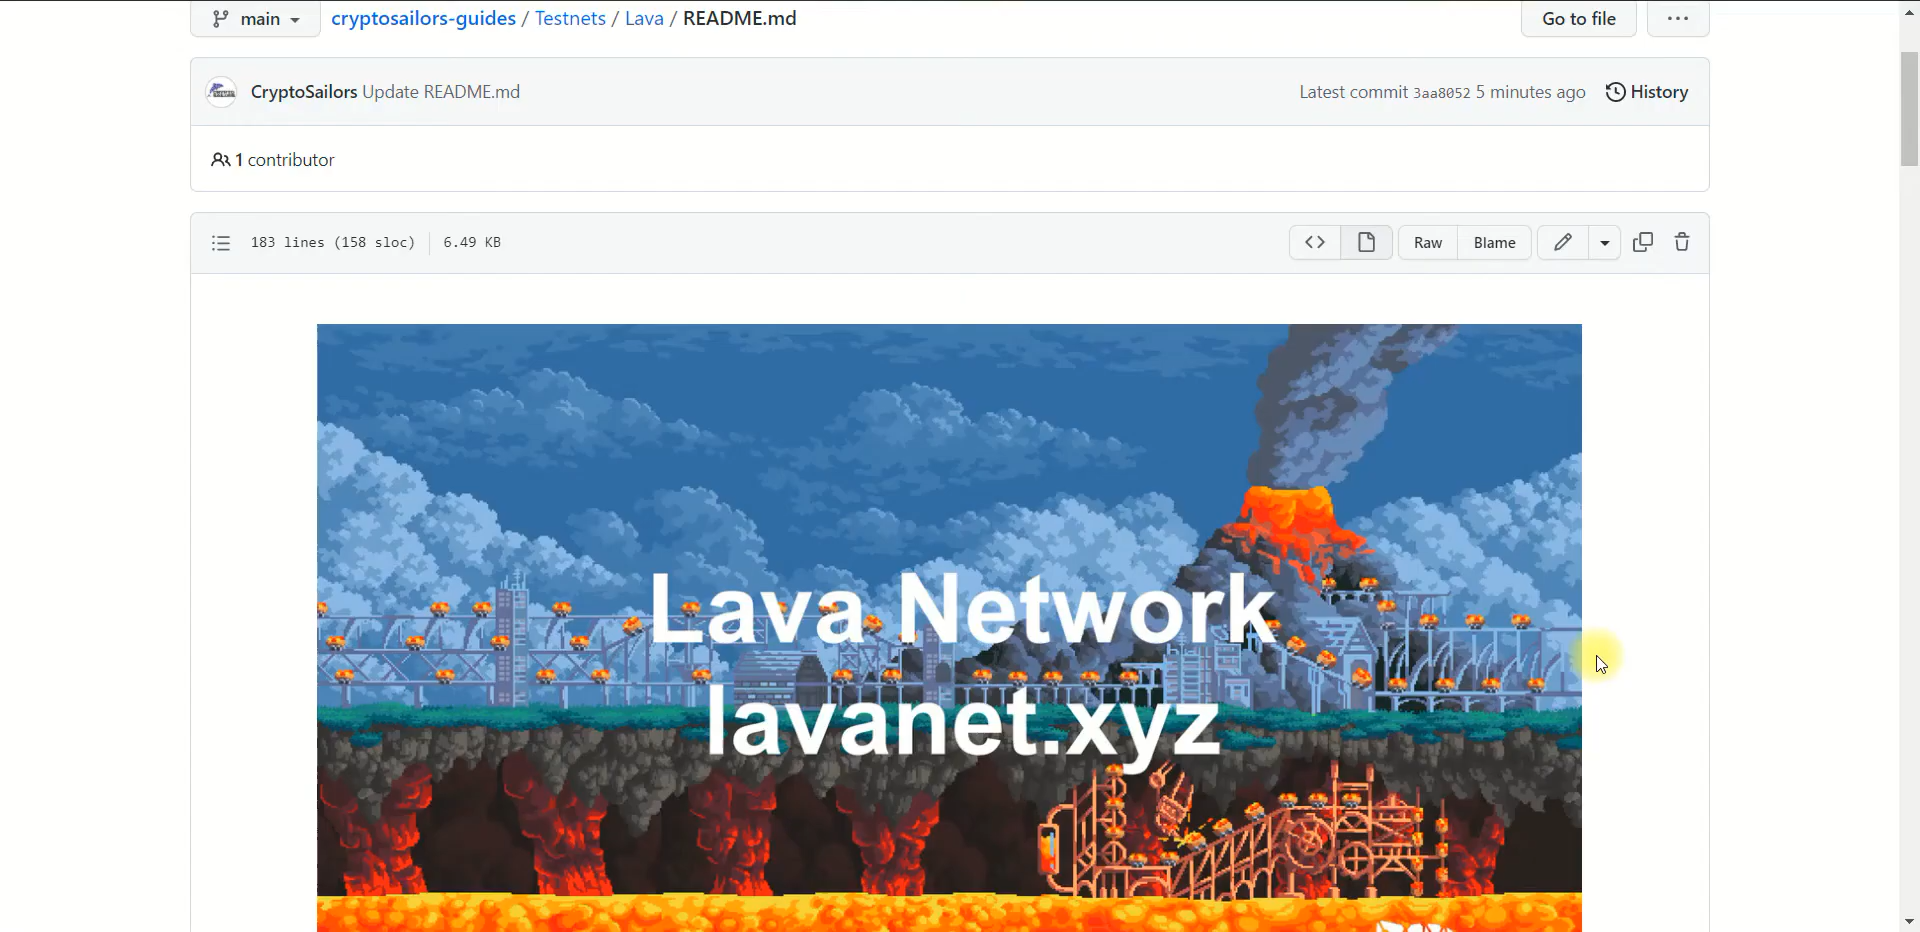 main
cryptosailors-guides / Testnets / Lava / README.md
Go to file
...
CryptoSailors Update README.md
Latest commit 3aa8052 5 minutes ago
History
1 contributor
183 lines (158 sloc)
6.49 KB
<>
Raw
Blame
Lava Network
lavanet.xyz